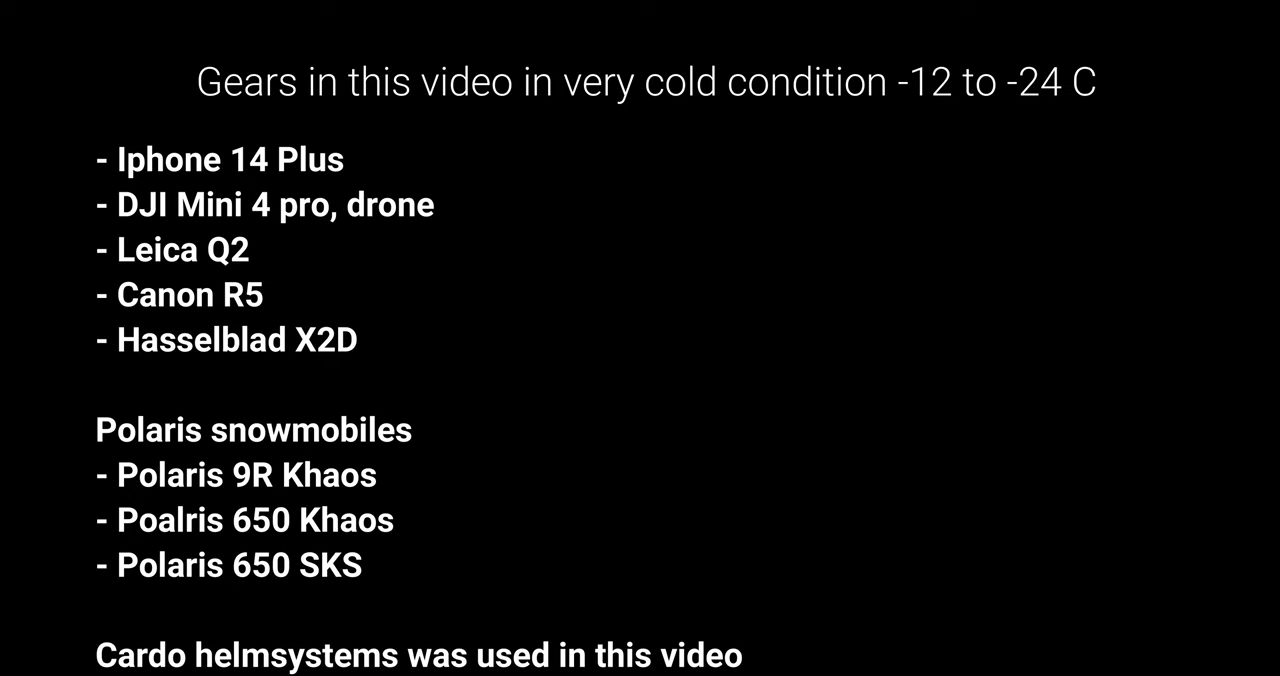 Gears in this video in very cold condition -12 to -24 C
- Iphone 14 Plus
- DJI Mini 4 pro, drone
- Leica Q2
- Canon R5
- Hasselblad X2D
Polaris snowmobiles
- Polaris 9R Khaos
- Poalris 650 Khaos
- Polaris 650 SKS
Cardo helmsystems was used in this video